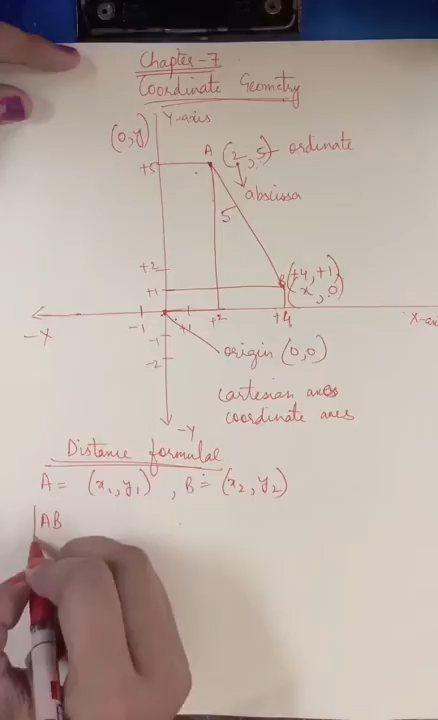 Chapter-7
Coordinate Geometry
(0,y) Y-axis
A (2,5) ordinate
+5
abscissa
5
+2
+1
B (+4,+1)
(x,0)
-X -1 +1 +2 +4 X-axis
-1
-2
origin (0,0)
cartesian axes
coordinate axes
-Y
Distance formulal
A = (x₁,y₁) , B = (x₂,y₂)
|AB